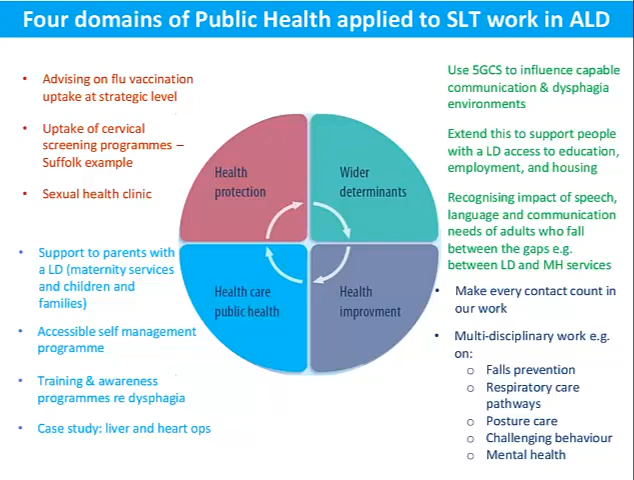 Four domains of Public Health applied to SLT work in ALD
• Advising on flu vaccination
uptake at strategic level
• Uptake of cervical
screening programmes –
Suffolk example
• Sexual health clinic
Use 5GCS to influence capable
communication & dysphagia
environments
Extend this to support people
with a LD access to education,
employment, and housing
Recognising impact of speech,
language and communication
needs of adults who fall
between the gaps e.g.
between LD and MH services
Health
protection
Wider
determinants
Health care
public health
Health
improvment
• Support to parents with
a LD (maternity services
and children and
families)
• Accessible self management
programme
• Training & awareness
programmes re dysphagia
• Case study: liver and heart ops
• Make every contact count in
our work
• Multi-disciplinary work e.g.
on:
o Falls prevention
o Respiratory care
pathways
o Posture care
o Challenging behaviour
o Mental health